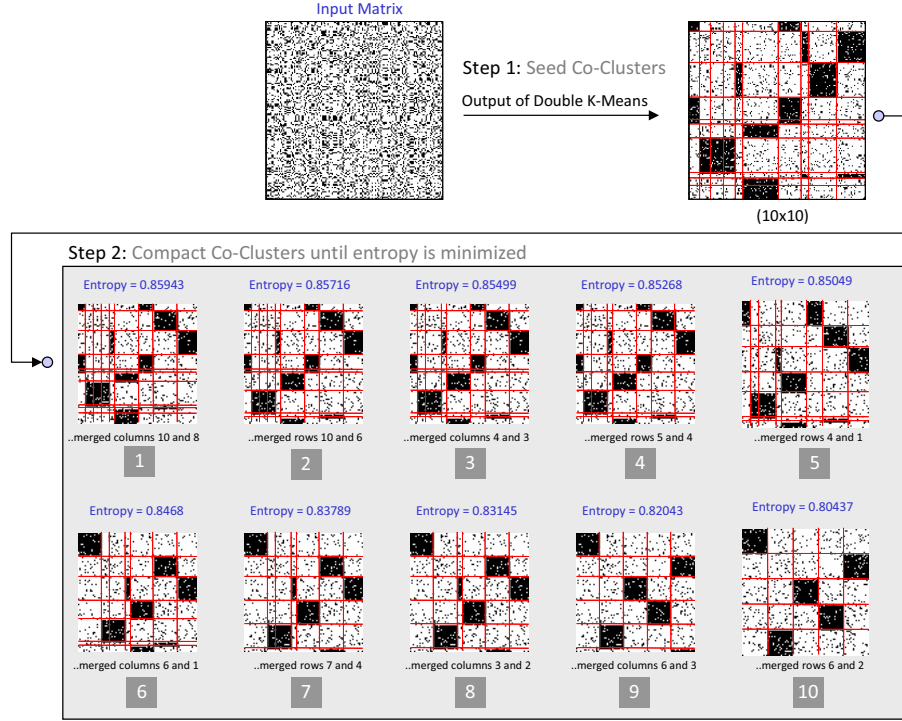 Input Matrix
Step 1: Seed Co-Clusters
Output of Double K-Means
(10x10)
Step 2: Compact Co-Clusters until entropy is minimized
Entropy = 0.85943
Entropy = 0.85716
Entropy = 0.85499
Entropy = 0.85268
Entropy = 0.85049
..merged columns 10 and 8
..merged rows 10 and 6
..merged columns 4 and 3
..merged rows 5 and 4
..merged rows 4 and 1
1
2
3
4
5
Entropy = 0.8468
Entropy = 0.83789
Entropy = 0.83145
Entropy = 0.82043
Entropy = 0.80437
..merged columns 6 and 1
..merged rows 7 and 4
..merged columns 3 and 2
..merged columns 6 and 3
..merged rows 6 and 2
6
7
8
9
10